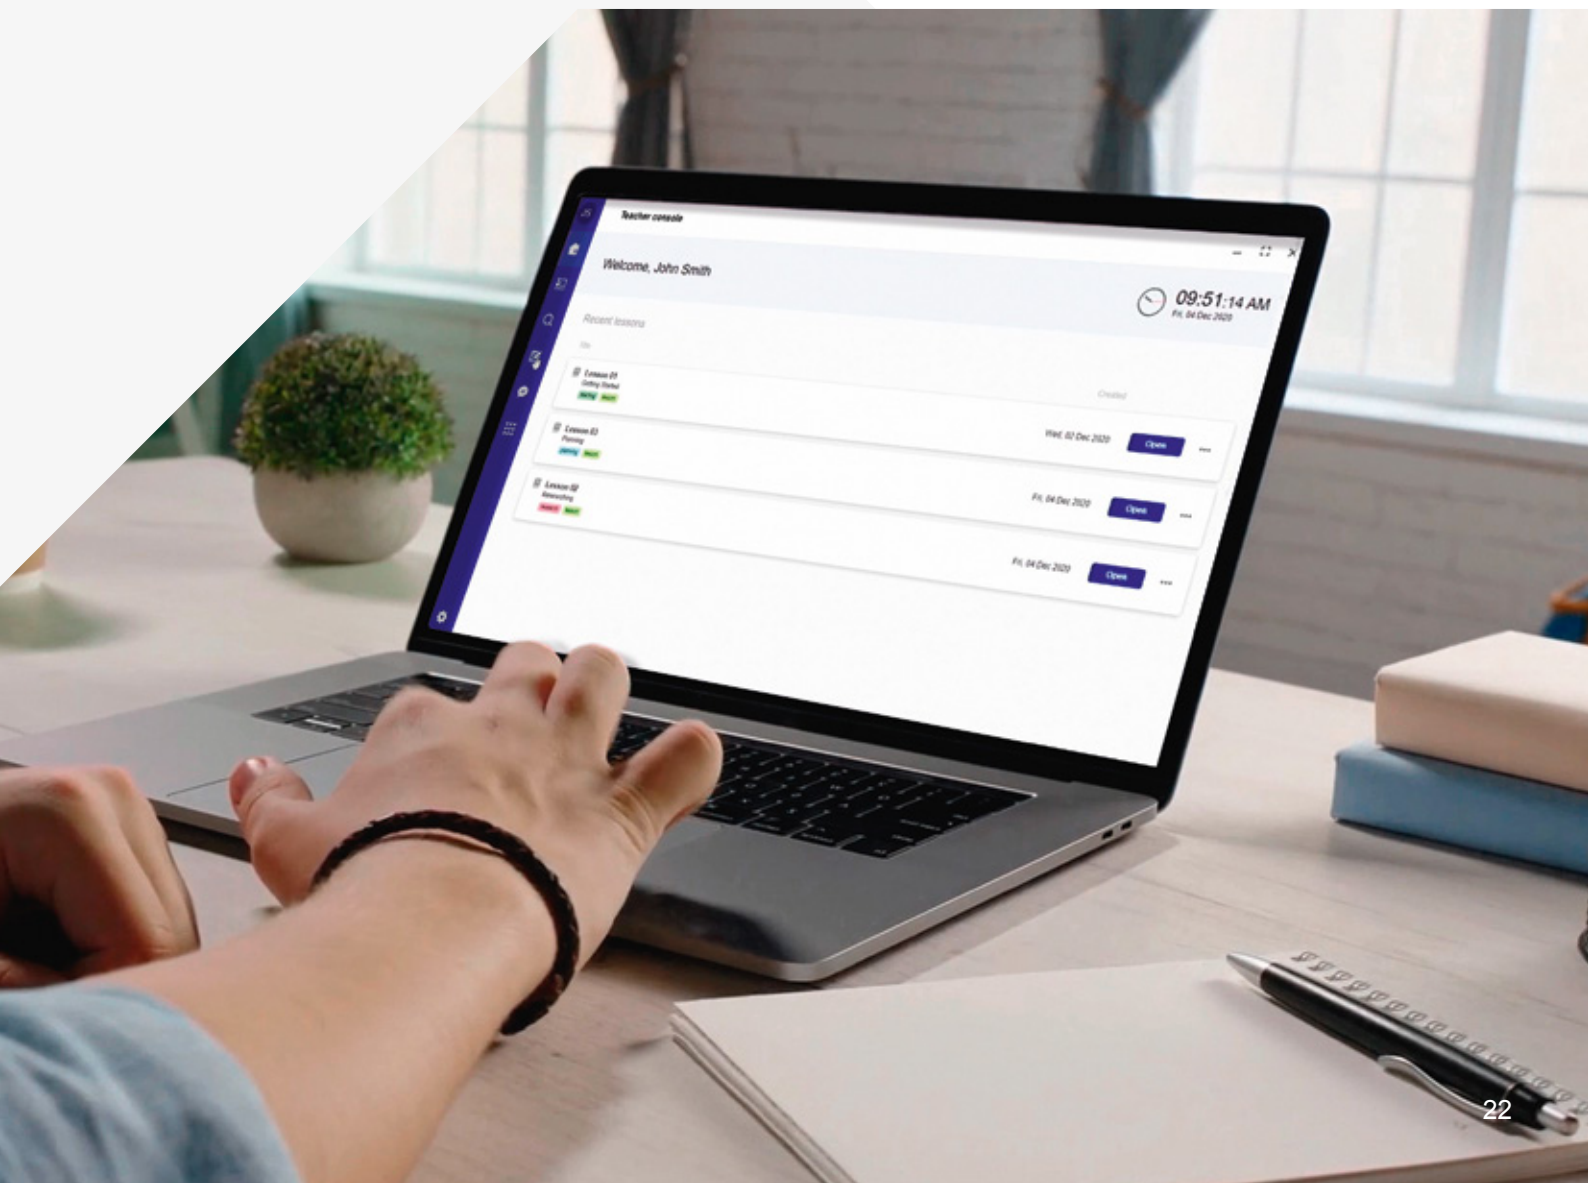 JS
Teacher console
Welcome, John Smith
09:51:14 AM
Fri, 04 Dec 2020
Recent lessons
Title
Created
Lesson 01
Getting Started
Wed, 02 Dec 2020
Open
Lesson 03
Planning
Fri, 04 Dec 2020
Open
Lesson 02
Researching
Fri, 04 Dec 2020
Open
22